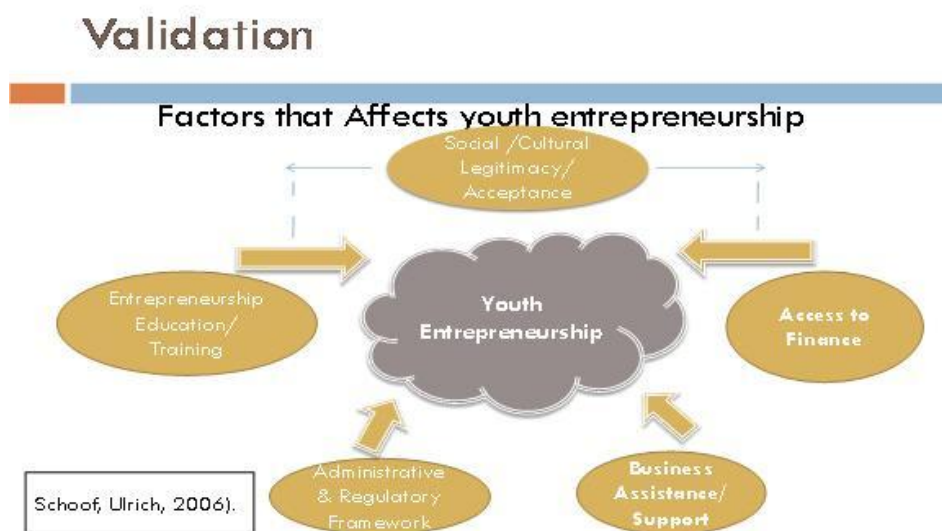 Validation
Factors that Affects youth entrepreneurship
Social /Cultural
Legitimacy/
Acceptance
Entrepreneurship
Education/
Training
Youth
Entrepreneurship
Access to
Finance
Administrative
& Regulatory
Framework
Business
Assistance/
Support
Schoof, Ulrich, 2006).